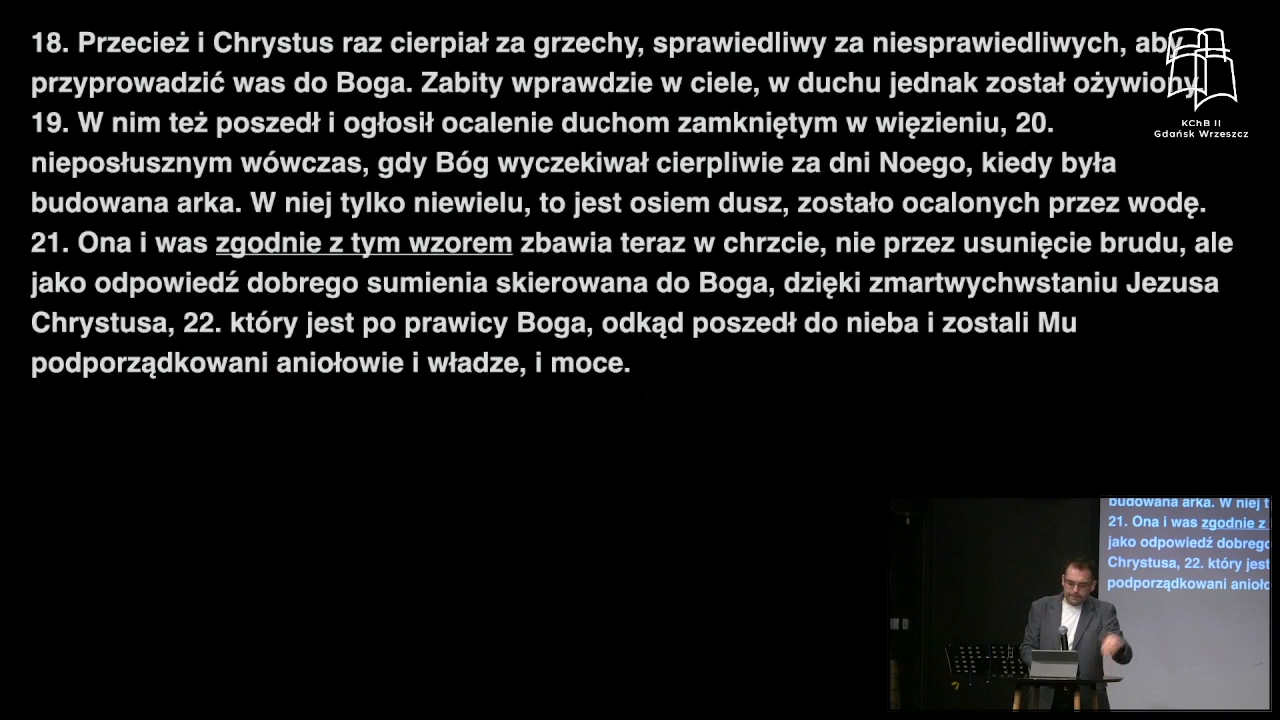 18. Przecież i Chrystus raz cierpiał za grzechy, sprawiedliwy za niesprawiedliwych, aby
przyprowadzić was do Boga. Zabity wprawdzie w ciele, w duchu jednak został ożywiony.
19. W nim też poszedł i ogłosił ocalenie duchom zamkniętym w więzieniu, 20.
nieposłusznym wówczas, gdy Bóg wyczekiwał cierpliwie za dni Noego, kiedy była
budowana arka. W niej tylko niewielu, to jest osiem dusz, zostało ocalonych przez wodę.
21. Ona i was zgodnie z tym wzorem zbawia teraz w chrzcie, nie przez usunięcie brudu, ale
jako odpowiedź dobrego sumienia skierowana do Boga, dzięki zmartwychwstaniu Jezusa
Chrystusa, 22. który jest po prawicy Boga, odkąd poszedł do nieba i zostali Mu
podporządkowani aniołowie i władze, i moce.
KChB II
Gdańsk Wrzeszcz
budowana arka. W niej t
21. Ona i was zgodnie z
jako odpowiedź dobrego
Chrystusa, 22. który jest
podporządkowani anioło